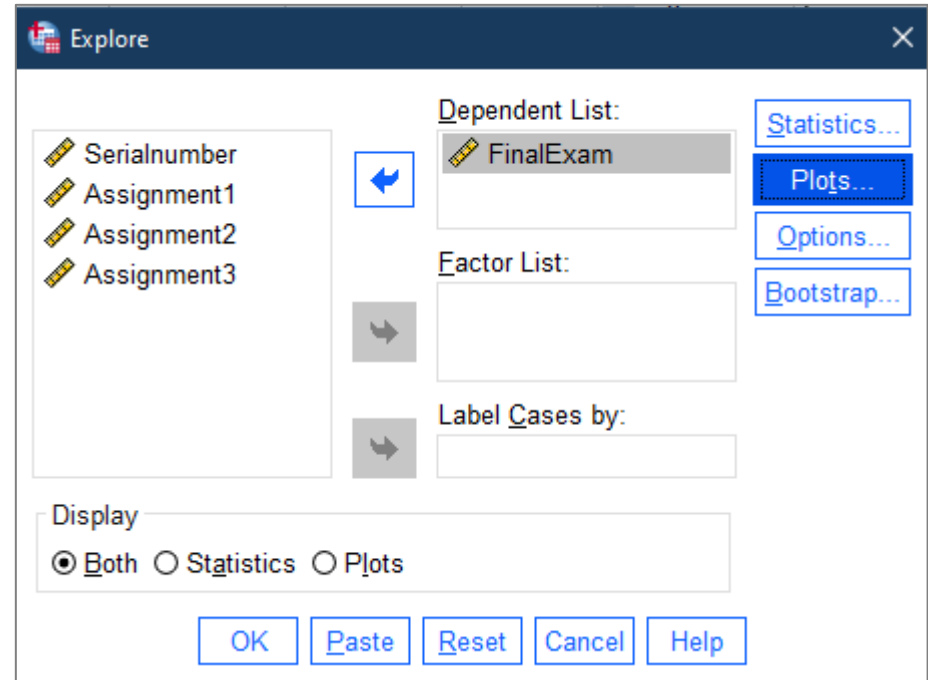 Explore
Serialnumber
Assignment1
Assignment2
Assignment3
Dependent List:
FinalExam
Factor List:
Label Cases by:
Statistics...
Plots...
Options...
Bootstrap...
Display
Both Statistics Plots
OK Paste Reset Cancel Help